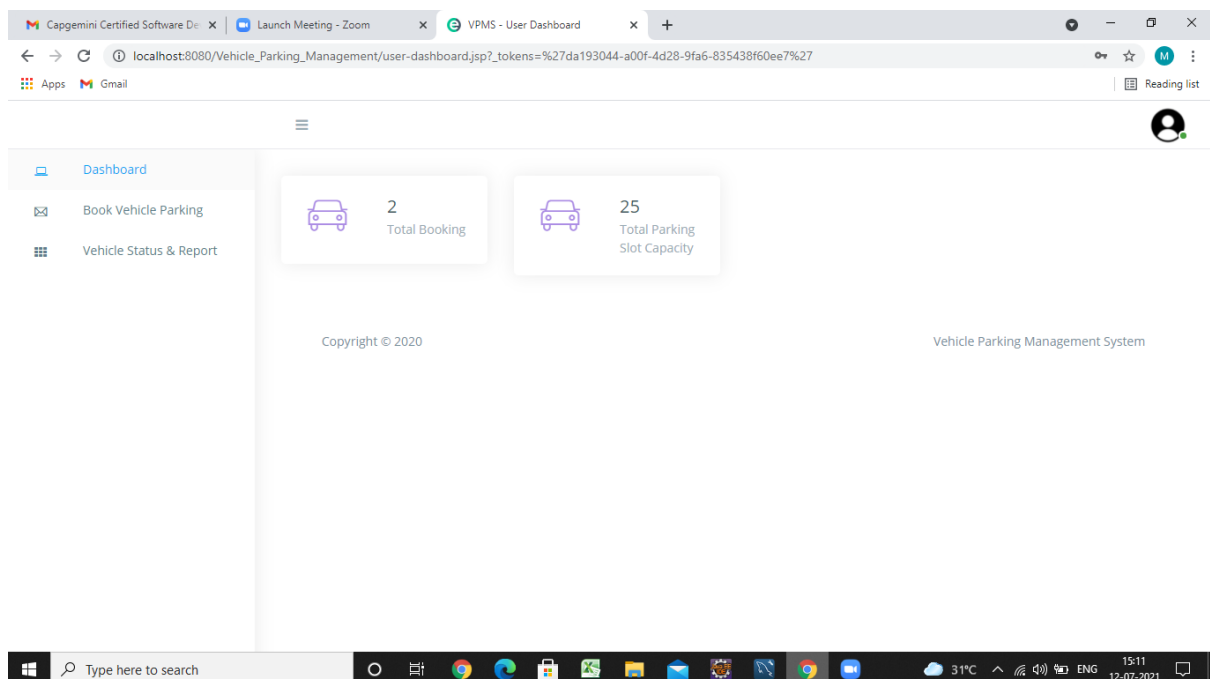 Capgemini Certified Software De
Launch Meeting - Zoom
VPMS - User Dashboard
localhost:8080/Vehicle_Parking_Management/user-dashboard.jsp?_tokens=%27da193044-a00f-4d28-9fa6-835438f60ee7%27
M
Apps
Gmail
Reading list
Dashboard
Book Vehicle Parking
Vehicle Status & Report
2
Total Booking
25
Total Parking
Slot Capacity
Copyright © 2020
Vehicle Parking Management System
Type here to search
31°C
ENG
15:11
12-07-2021